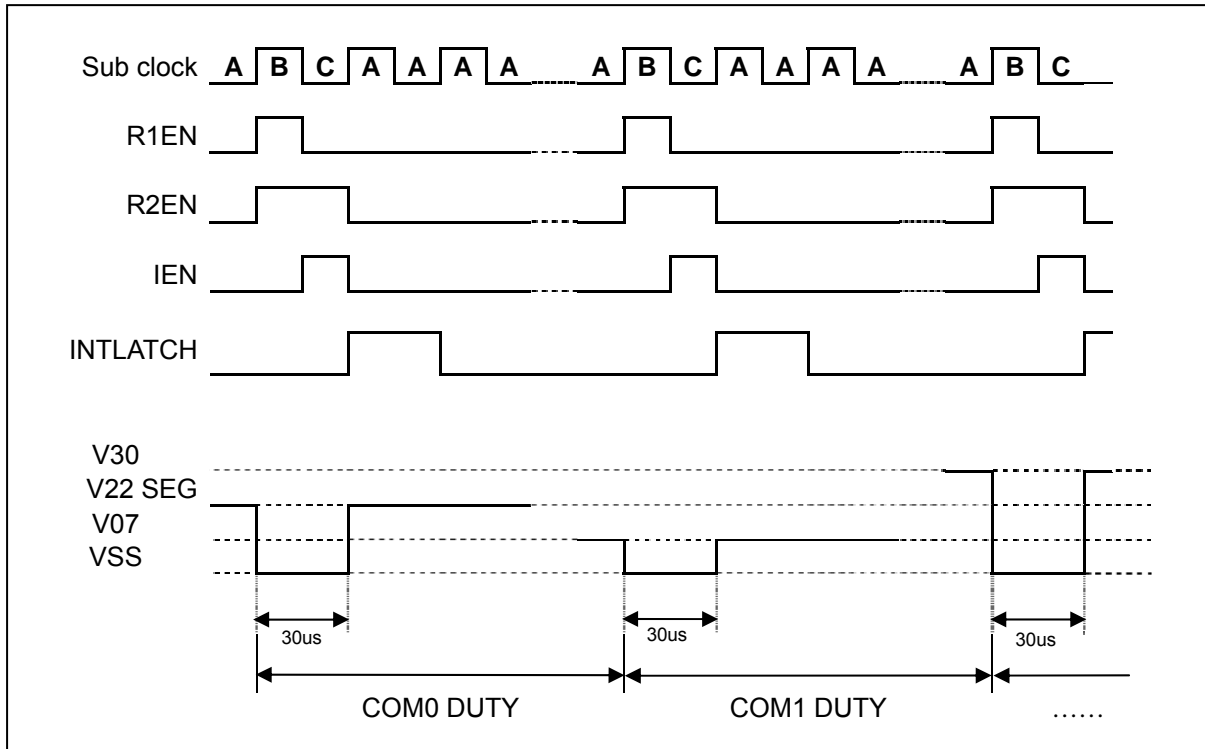 Sub clock A B C A A A A A B C A A A A A B C
R1EN
R2EN
IEN
INTLATCH
V30
V22 SEG
V07
VSS
30us 30us 30us
COM0 DUTY COM1 DUTY ……